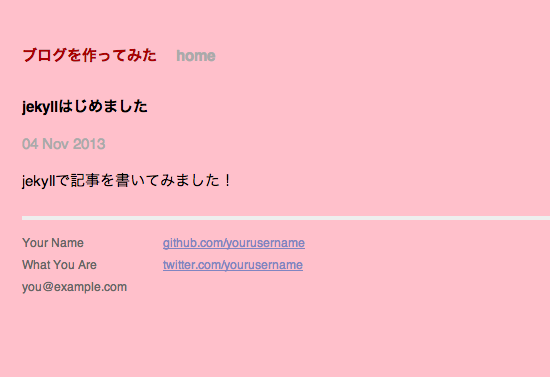 ブログを作ってみた home
jekyllはじめました
04 Nov 2013
jekyllで記事を書いてみました！
Your Name github.com/yourusername
What You Are twitter.com/yourusername
you@example.com